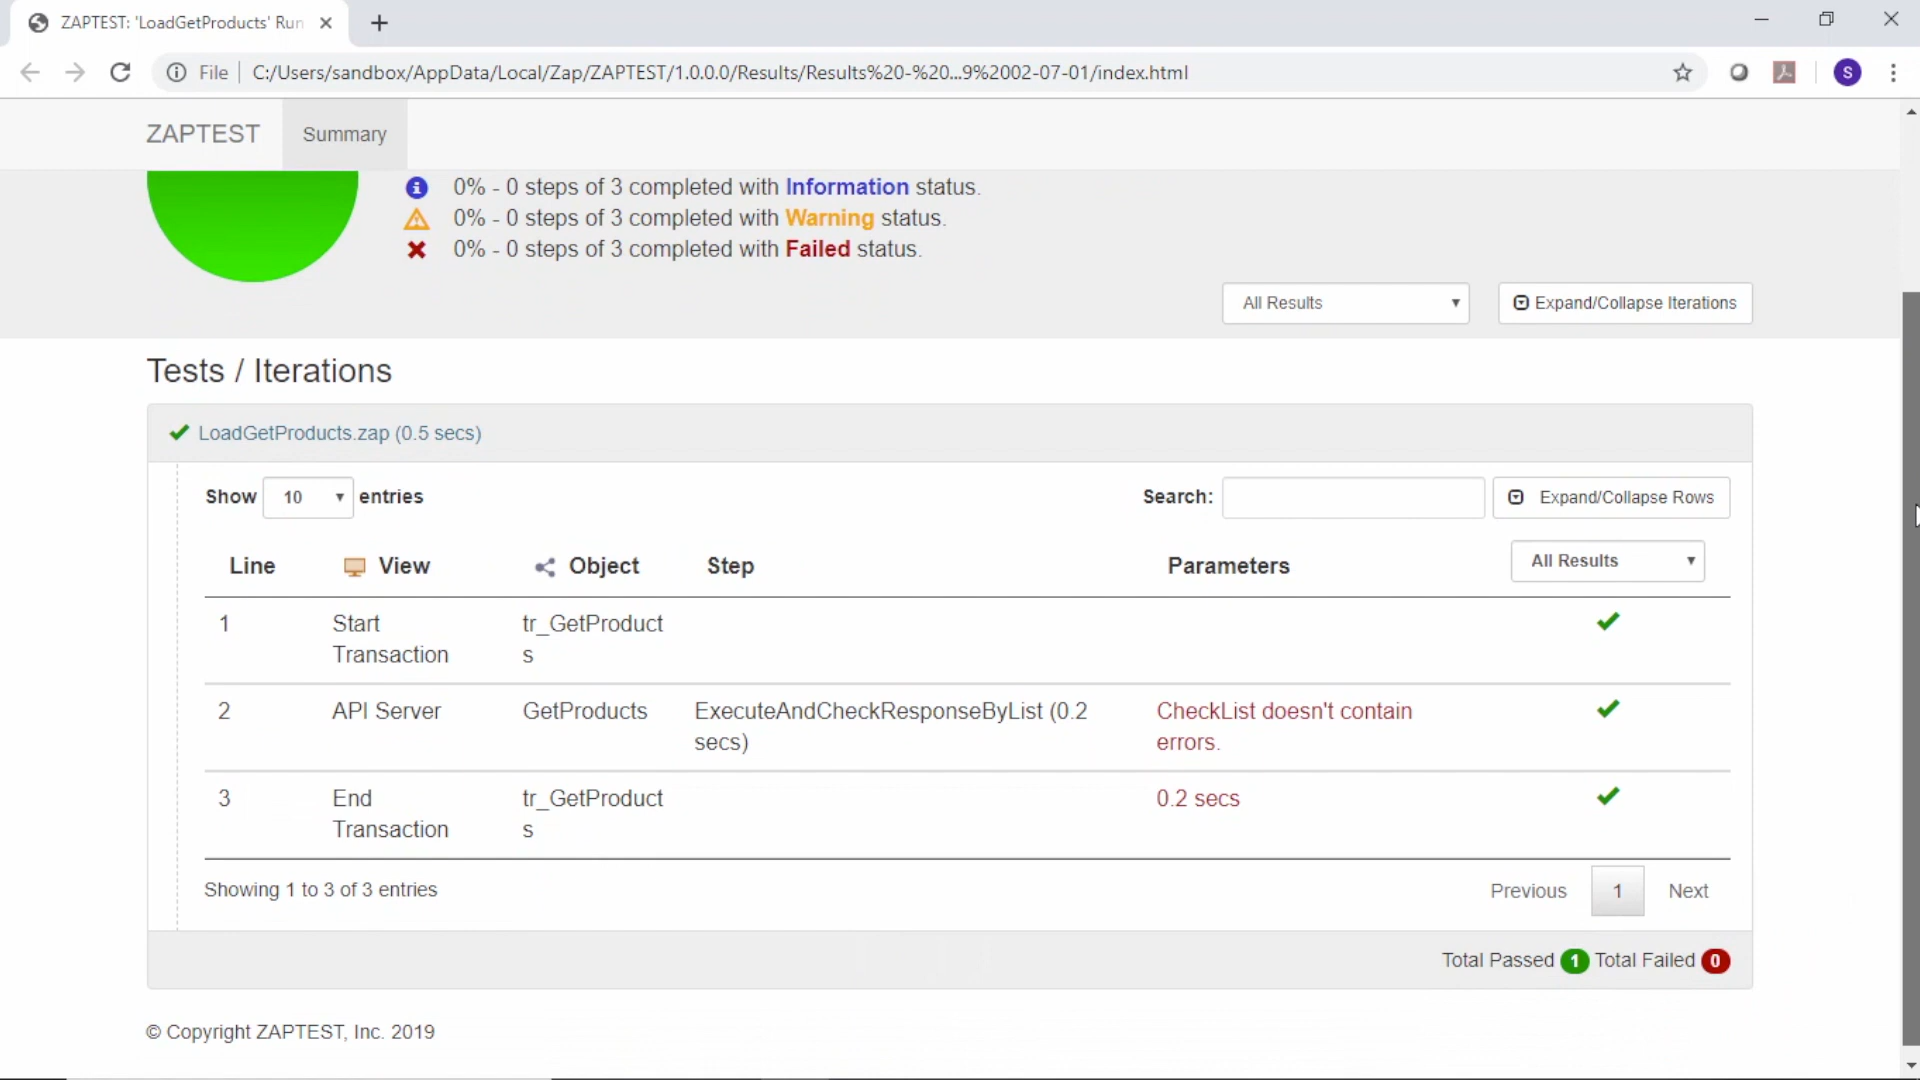 ZAPTEST: 'LoadGetProducts' Run
File C:/Users/sandbox/AppData/Local/Zap/ZAPTEST/1.0.0.0/Results/Results%20-%20...9%2002-07-01/index.html
S
ZAPTEST Summary
0% - 0 steps of 3 completed with Information status.
0% - 0 steps of 3 completed with Warning status.
0% - 0 steps of 3 completed with Failed status.
All Results Expand/Collapse Iterations
Tests / Iterations
LoadGetProducts.zap (0.5 secs)
Show 10 entries Search: Expand/Collapse Rows
Line View Object Step Parameters All Results
1 Start tr_GetProduct
Transaction s
2 API Server GetProducts ExecuteAndCheckResponseByList (0.2 CheckList doesn't contain
secs) errors.
3 End tr_GetProduct 0.2 secs
Transaction s
Showing 1 to 3 of 3 entries Previous 1 Next
Total Passed 1 Total Failed 0
© Copyright ZAPTEST, Inc. 2019